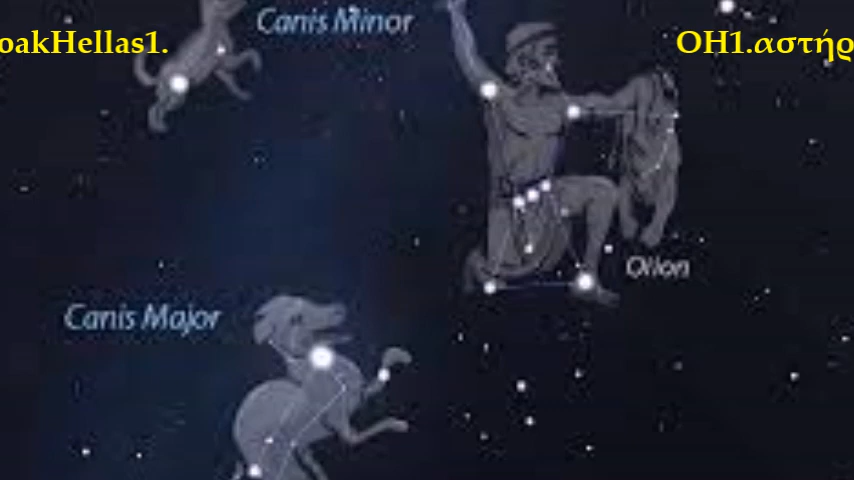 Canis Minor
oakHellas1.
OH1.αστήρ
Orion
Canis Major